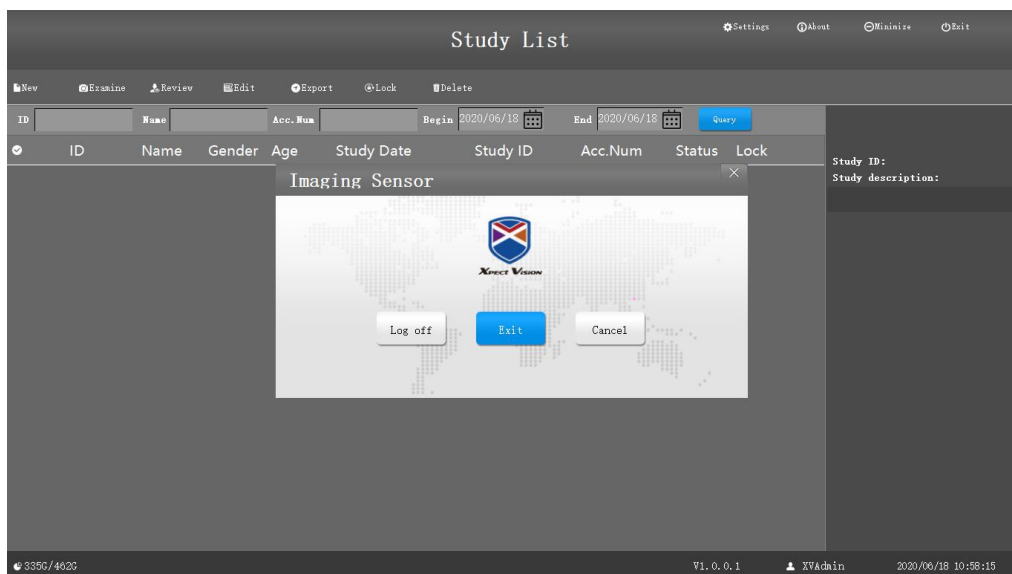 Study List
Settings About Minimize Exit
New Examine Review Edit Export Lock Delete
ID Name Acc.Num Begin 2020/06/18 End 2020/06/18 Query
ID Name Gender Age Study Date Study ID Acc.Num Status Lock
Study ID:
Study description:
Imaging Sensor
XPECT VISION
Log off Exit Cancel
335G/462G V1.0.0.1 XVAdmin 2020/06/18 10:58:15